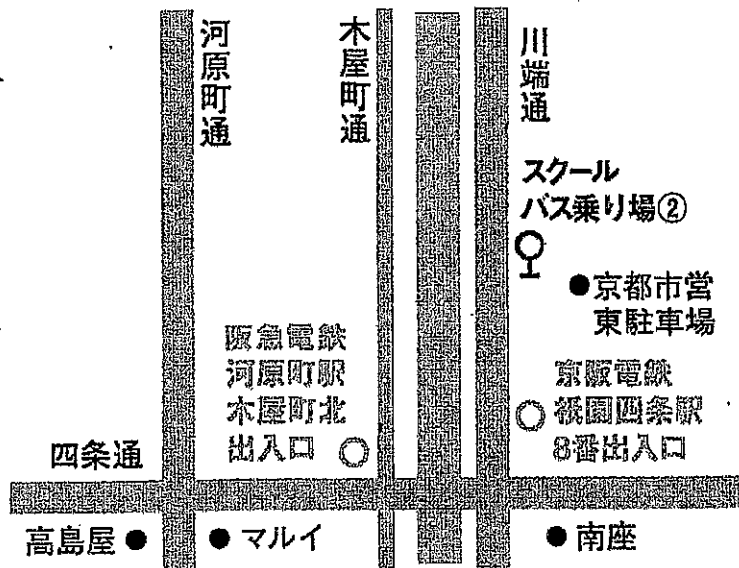 河原町通
木屋町通
川端通
スクール
バス乗り場②
京都市営
東駐車場
阪急電鉄
河原町駅
木屋町北
出入口
京阪電鉄
祇園四条駅
8番出入口
四条通
高島屋
マルイ
南座